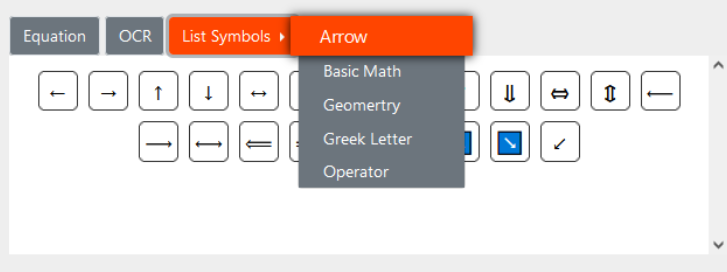 Equation OCR List Symbols Arrow
Basic Math
Geomertry
Greek Letter
Operator
← → ↑ ↓ ↔ ⇓ ⇔ ⇕ ⟵
⟶ ⟷ ⟸ ↘ ↙